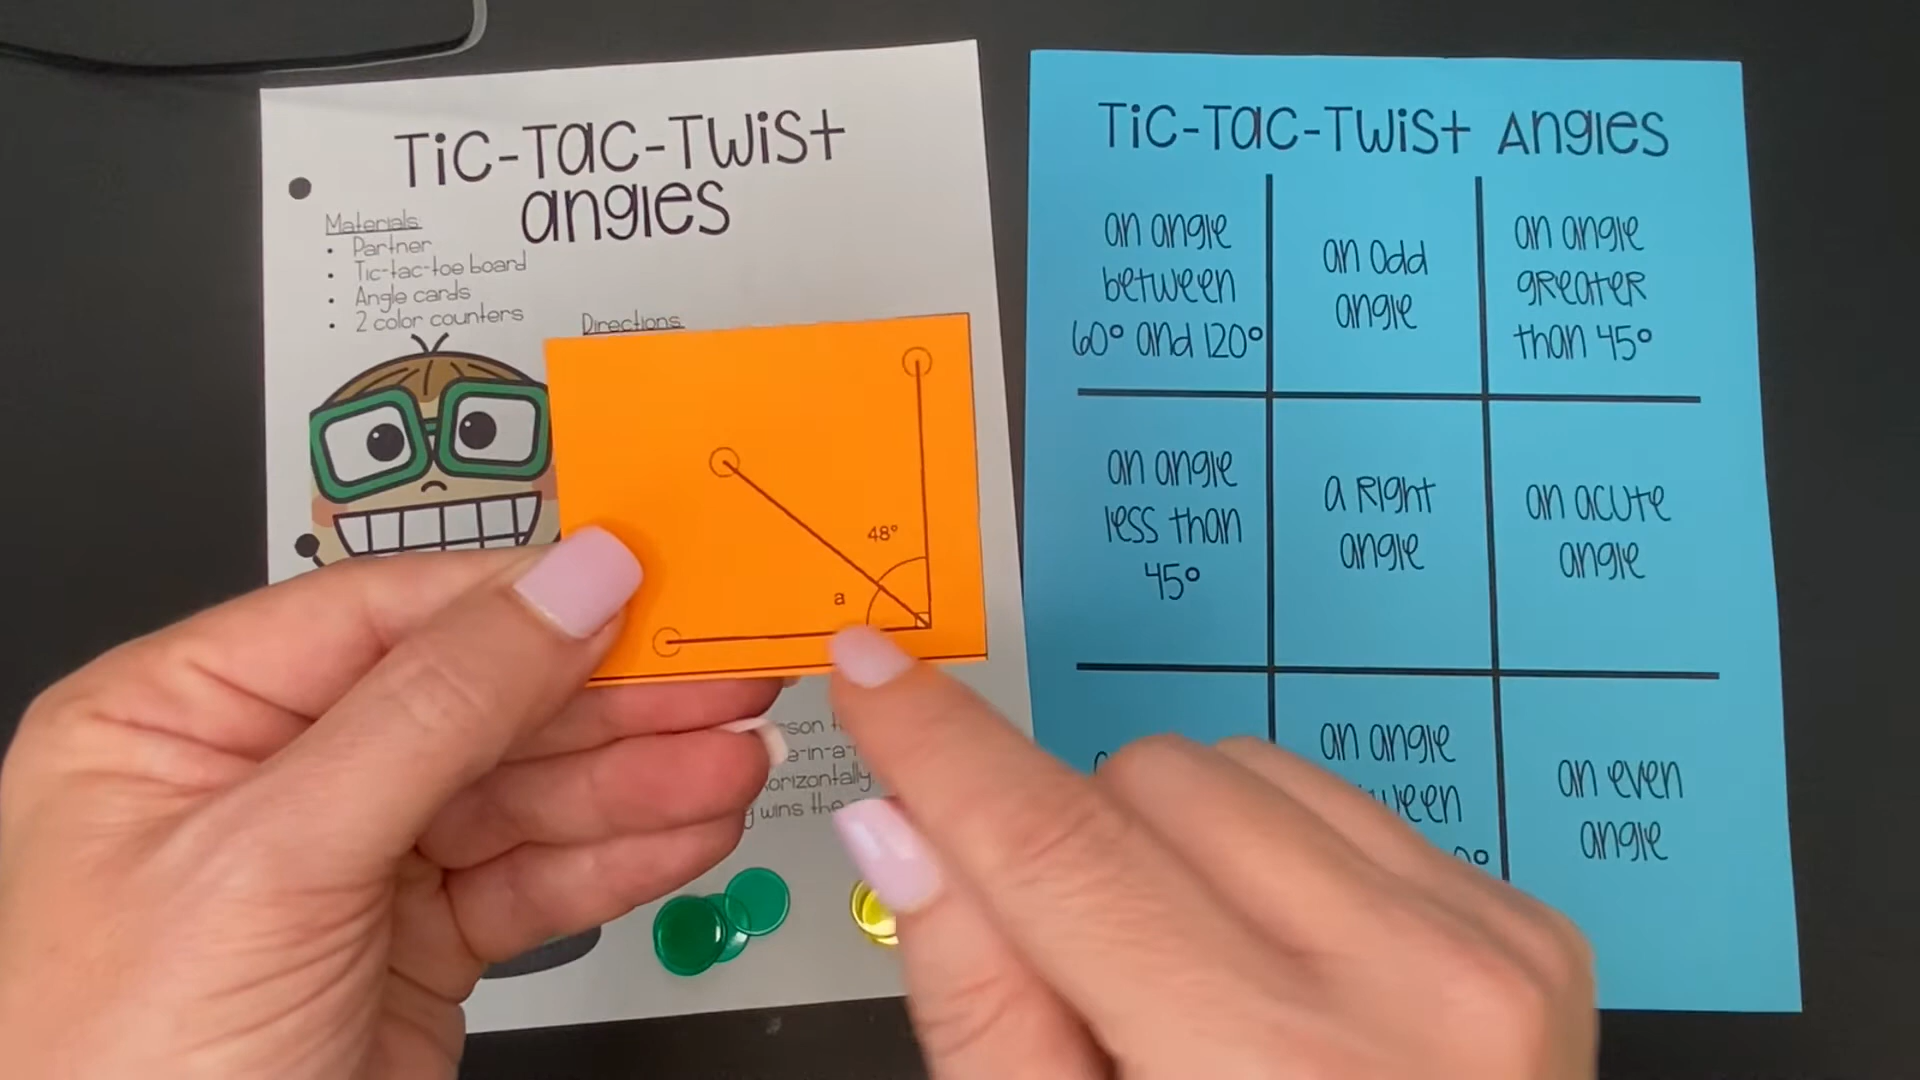 Tic-Tac-Twist
angles
Materials:
• Partner
• Tic-tac-toe board
• Angle cards
• 2 color counters
Directions:
48°
a
wins the
Tic-Tac-Twist Angles
an angle
between
60° and 120°
an odd
angle
an angle
greater
than 45°
an angle
less than
45°
a right
angle
an acute
angle
an angle
an even
angle